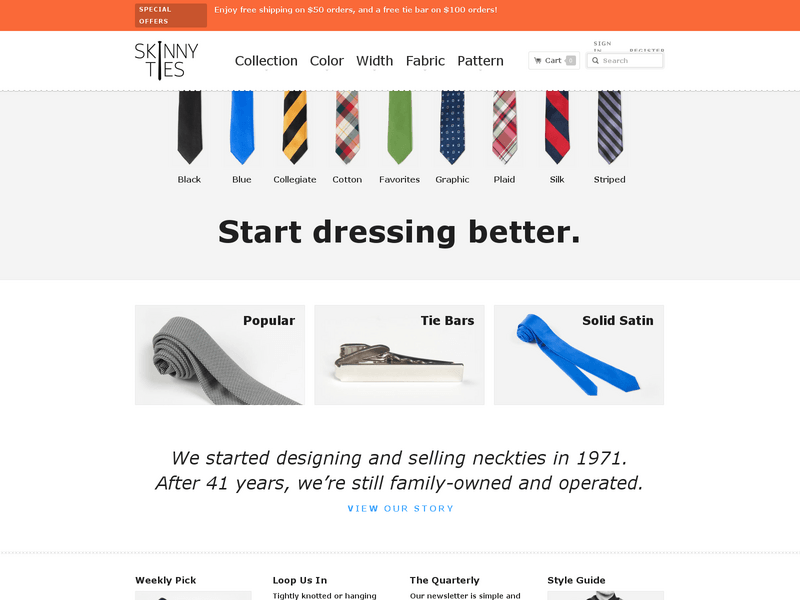 SPECIAL OFFERS
Enjoy free shipping on $50 orders, and a free tie bar on $100 orders!
SKINNY TIES
Collection Color Width Fabric Pattern
Cart 0
SIGN IN
REGISTER
Search
Black Blue Collegiate Cotton Favorites Graphic Plaid Silk Striped
Start dressing better.
Popular
Tie Bars
Solid Satin
We started designing and selling neckties in 1971.
After 41 years, we’re still family-owned and operated.
VIEW OUR STORY
Weekly Pick
Loop Us In
Tightly knotted or hanging
The Quarterly
Our newsletter is simple and
Style Guide